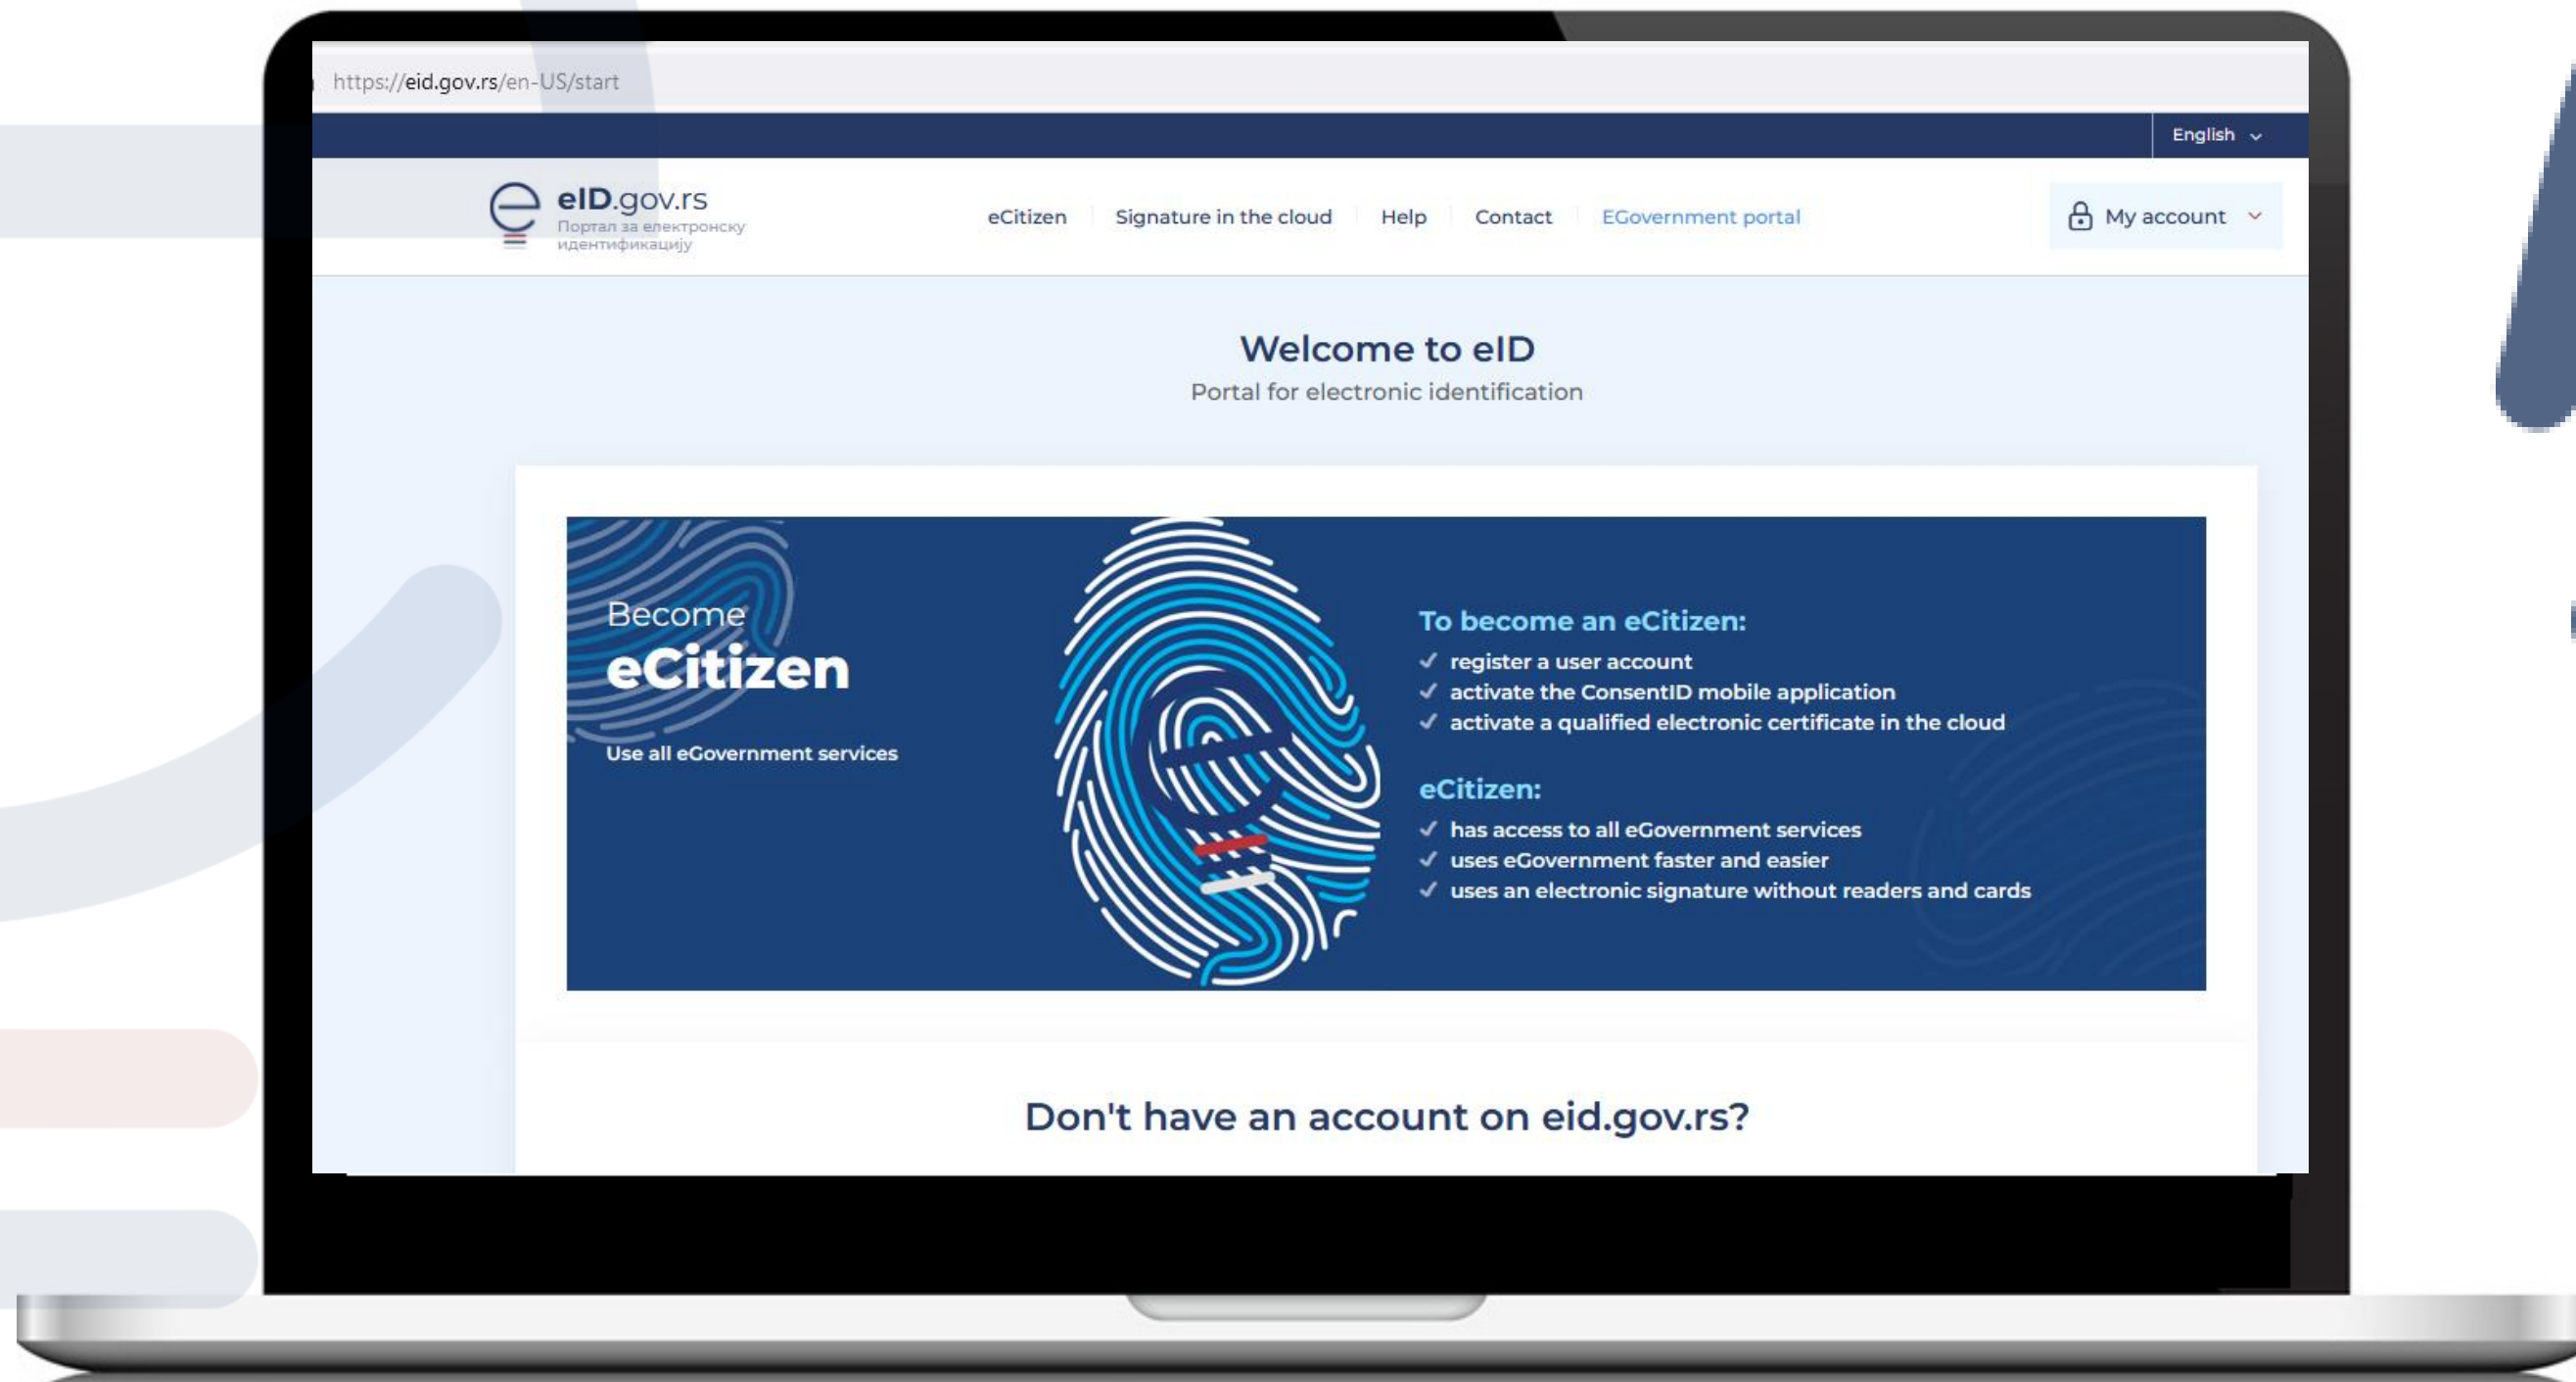 https://eid.gov.rs/en-US/start
English
eID.gov.rs
Портал за електронску
идентификацију
eCitizen
Signature in the cloud
Help
Contact
EGovernment portal
My account
Welcome to eID
Portal for electronic identification
Become
eCitizen
Use all eGovernment services
To become an eCitizen:
register a user account
activate the ConsentID mobile application
activate a qualified electronic certificate in the cloud
eCitizen:
has access to all eGovernment services
uses eGovernment faster and easier
uses an electronic signature without readers and cards
Don't have an account on eid.gov.rs?